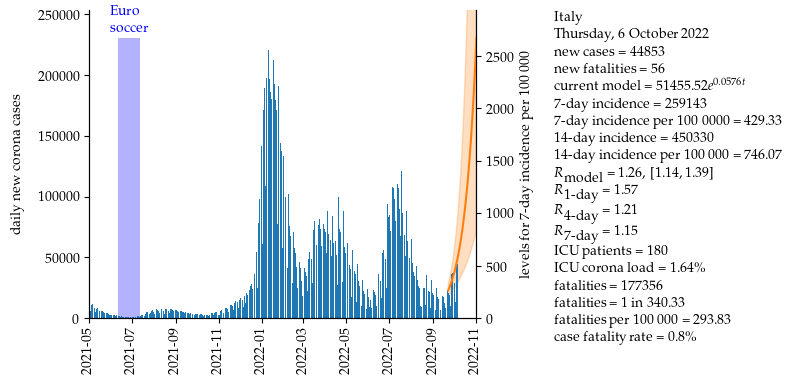 Euro
soccer
250000
200000
150000
100000
50000
0
daily new corona cases
2021-05
2021-07
2021-09
2021-11
2022-01
2022-03
2022-05
2022-07
2022-09
2022-11
2500
2000
1500
1000
500
0
levels for 7-day incidence per 100 000
Italy
Thursday, 6 October 2022
new cases = 44853
new fatalities = 56
current model = 51455.52e^0.0576t
7-day incidence = 259143
7-day incidence per 100 0000 = 429.33
14-day incidence = 450330
14-day incidence per 100 000 = 746.07
R_model = 1.26, [1.14, 1.39]
R_1-day = 1.57
R_4-day = 1.21
R_7-day = 1.15
ICU patients = 180
ICU corona load = 1.64%
fatalities = 177356
fatalities = 1 in 340.33
fatalities per 100 000 = 293.83
case fatality rate = 0.8%